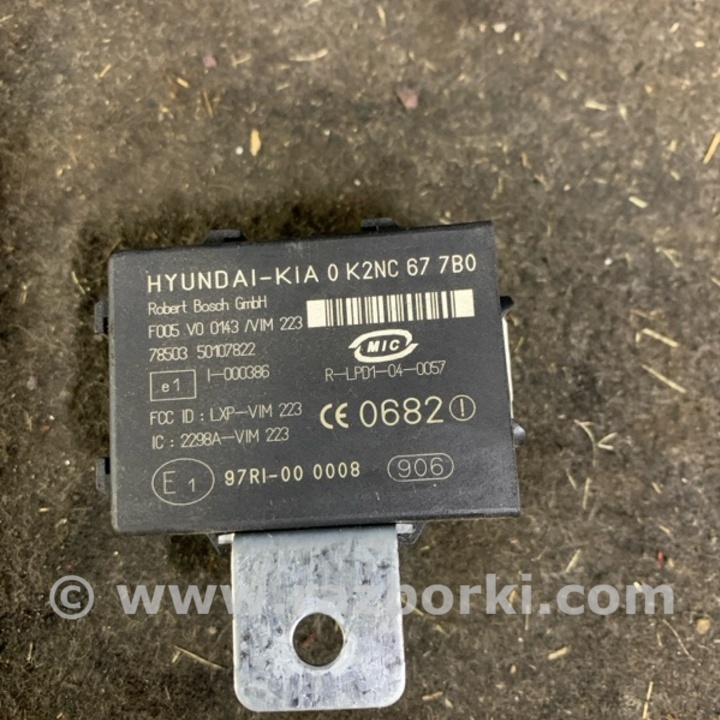 HYUNDAI-KIA 0 K2NC 67 7B0
Robert Bosch GmbH
F005 V0 0143 /VIM 223
78503 50107822
MIC
e1 I-000386 R-LPD1-04-0057
FCC ID : LXP-VIM 223
CE 0682
IC : 2298A-VIM 223
E1 97RI-00 0008 906
© www.razborki.com